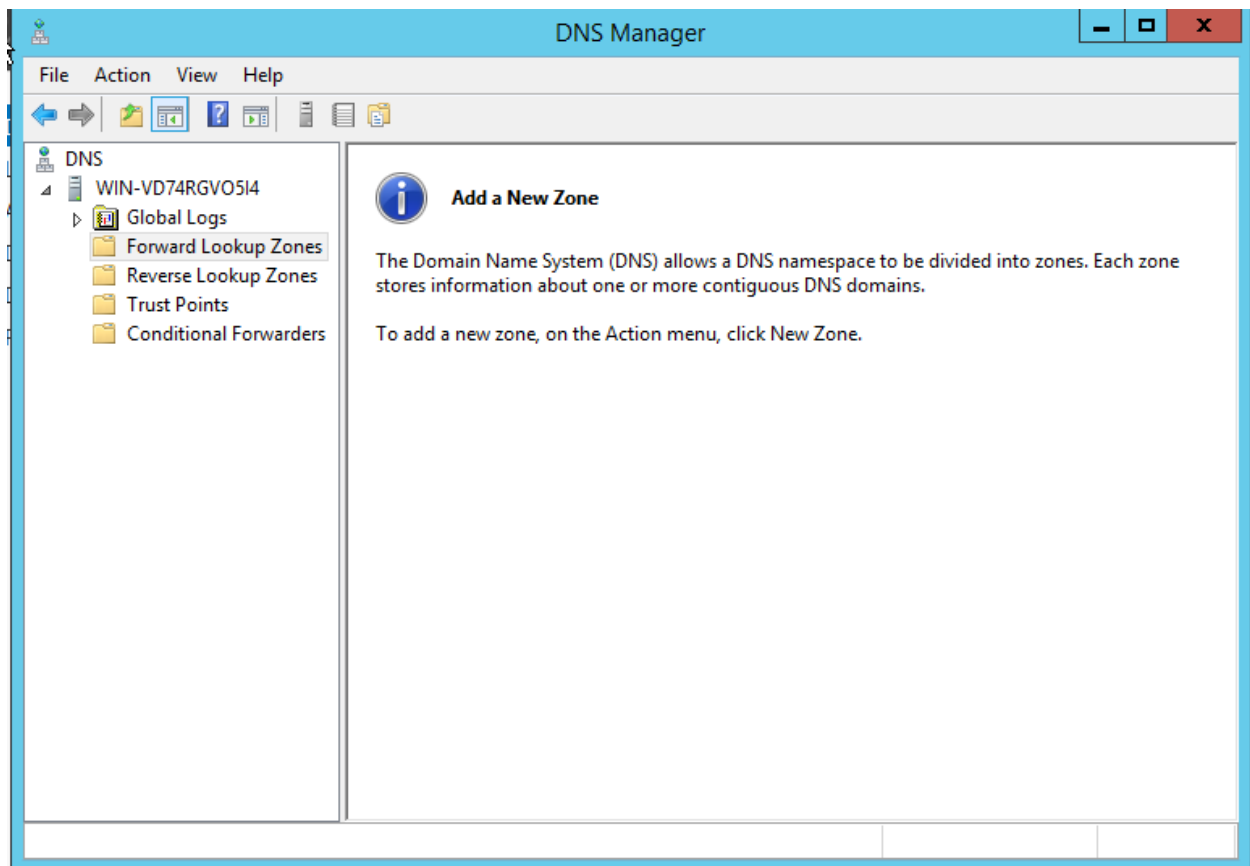 DNS Manager
X
File Action View Help
?
DNS
WIN-VD74RGVO5I4
Global Logs
Forward Lookup Zones
Reverse Lookup Zones
Trust Points
Conditional Forwarders
i
Add a New Zone
The Domain Name System (DNS) allows a DNS namespace to be divided into zones. Each zone
stores information about one or more contiguous DNS domains.
To add a new zone, on the Action menu, click New Zone.